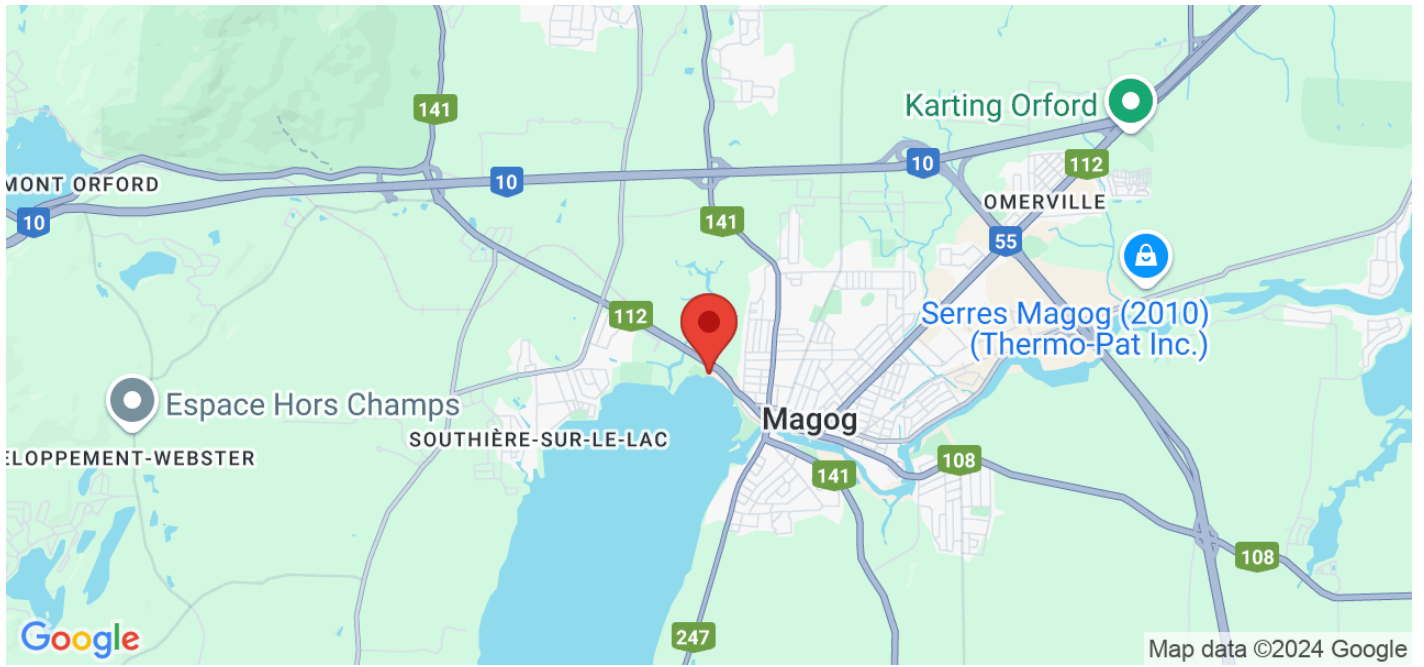 141
Karting Orford
10
112
MONT ORFORD
10
OMERVILLE
10
141
55
112
Serres Magog (2010)
(Thermo-Pat Inc.)
Espace Hors Champs
Magog
SOUTHIÈRE-SUR-LE-LAC
ELOPPEMENT-WEBSTER
108
141
108
247
Google
Map data ©2024 Google